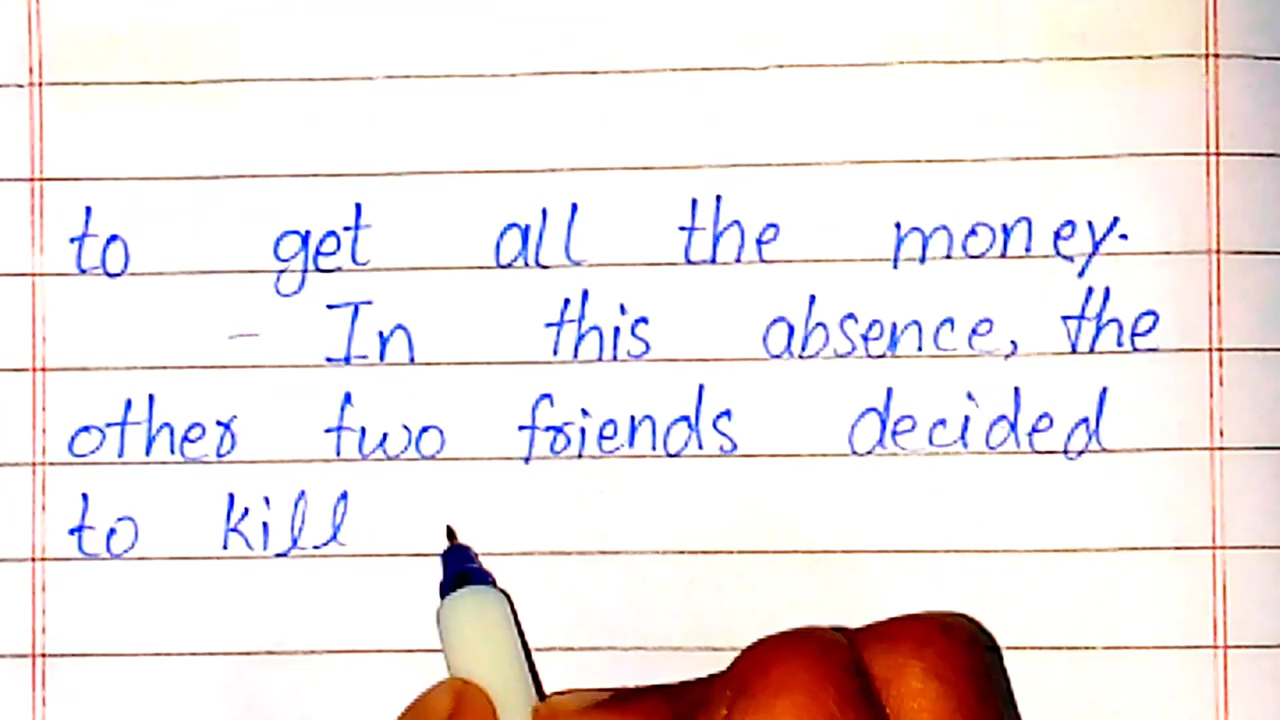 to get all the money.
- In this absence, the
other two friends decided
to kill